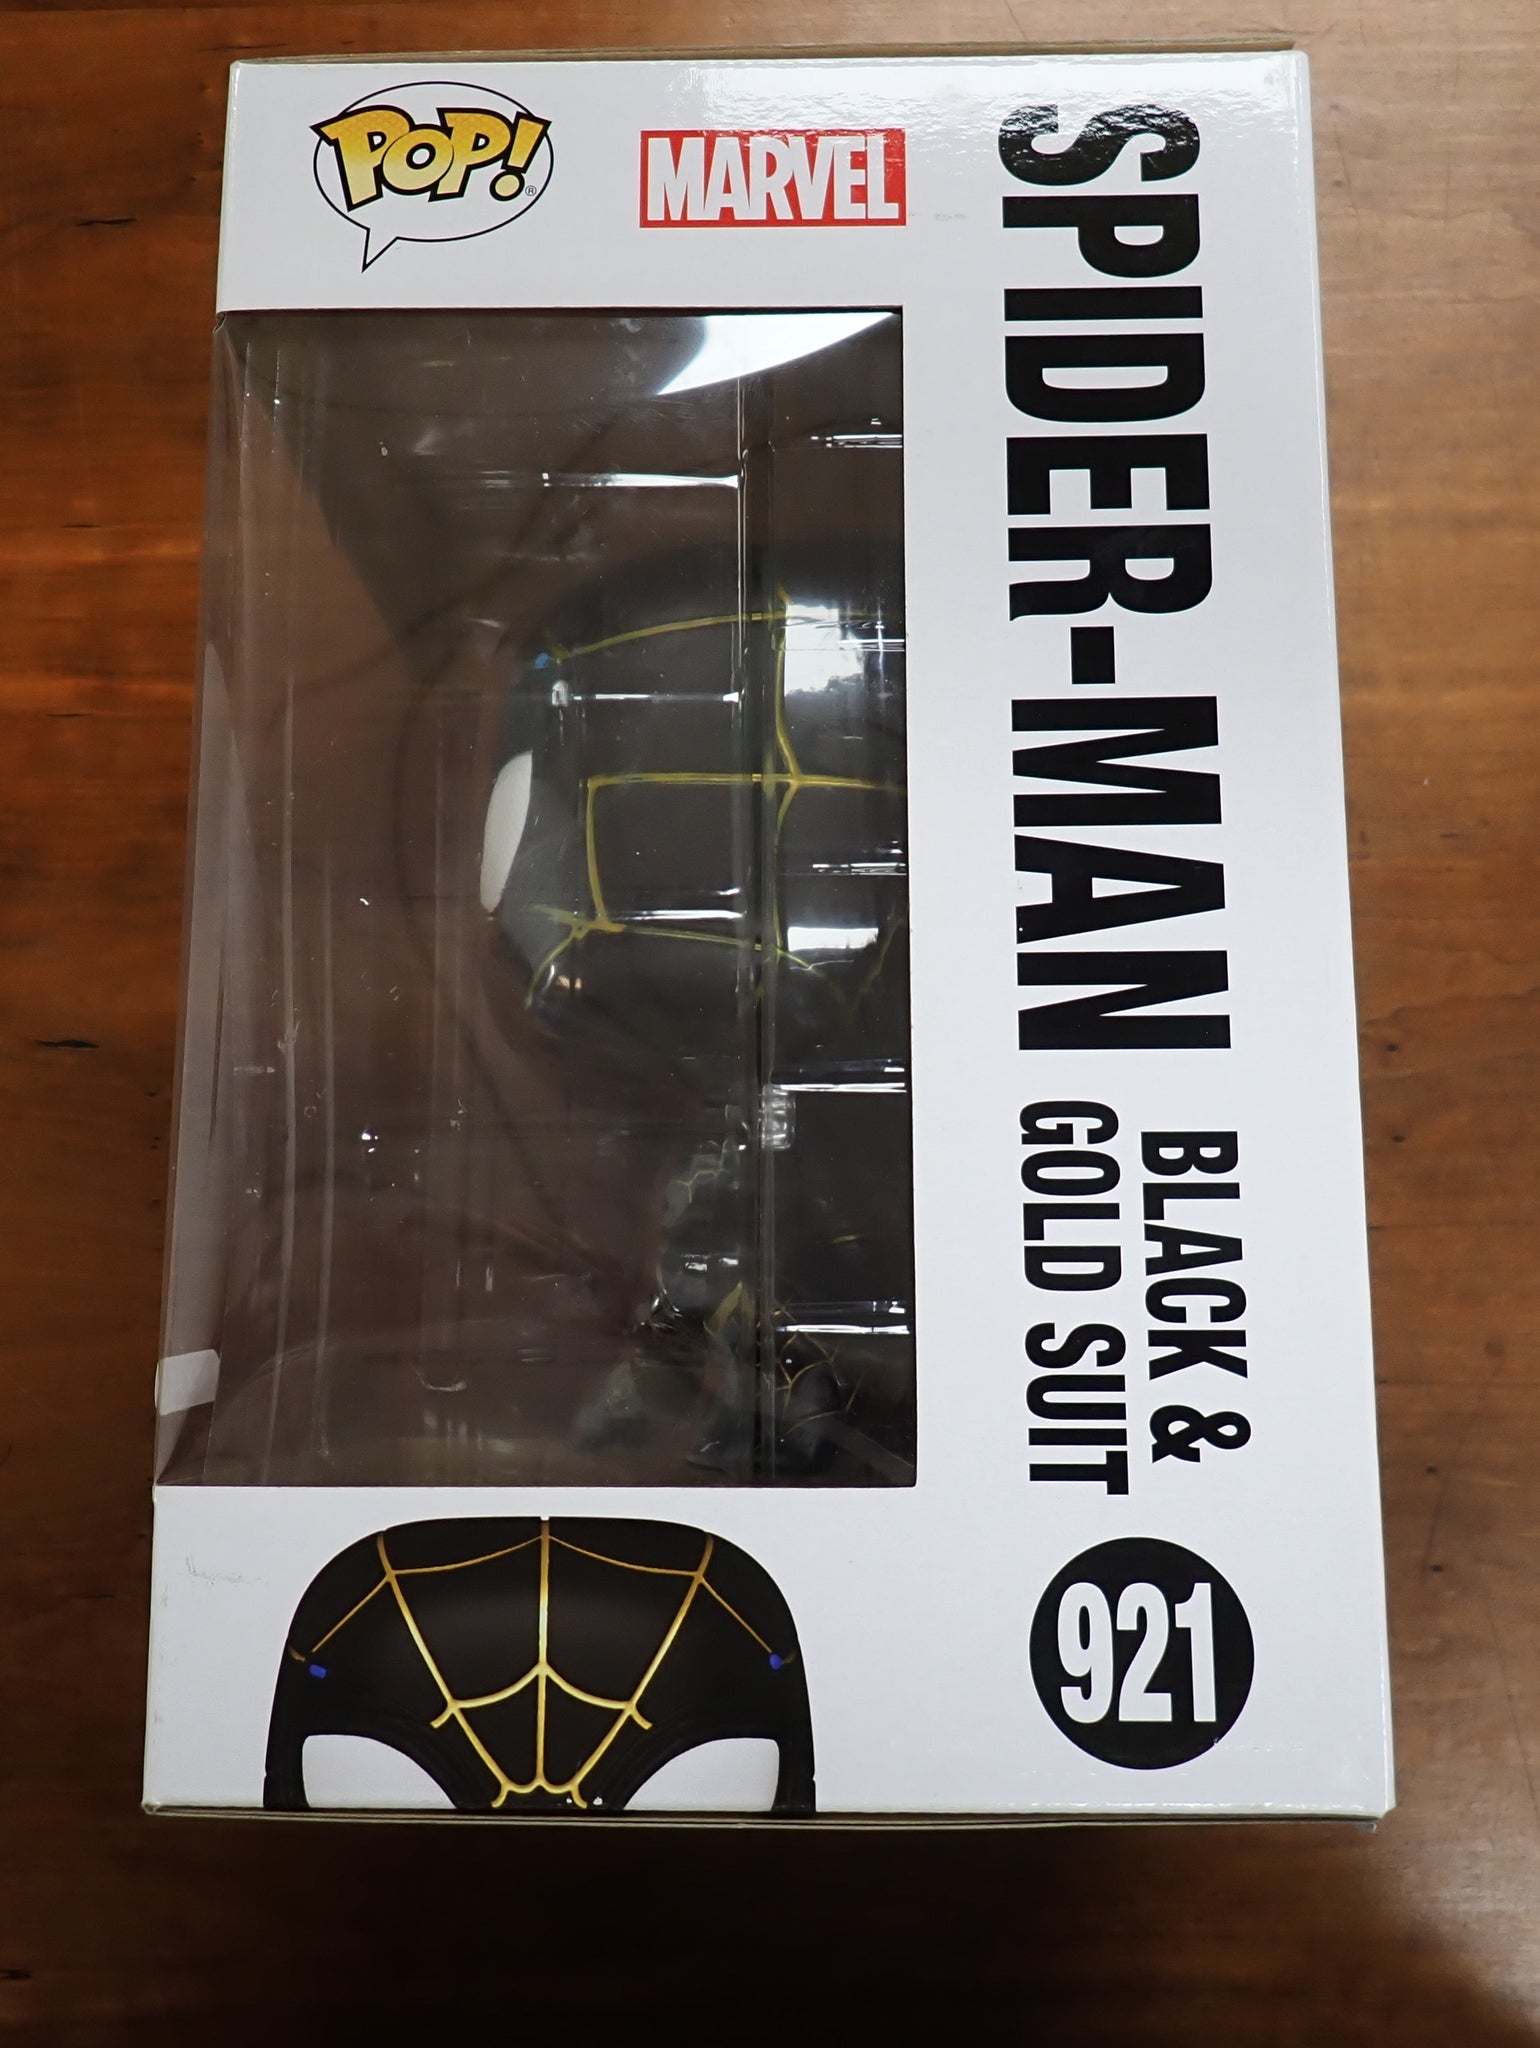 POP!
®
MARVEL
SPIDER-MAN
BLACK &
GOLD SUIT
921